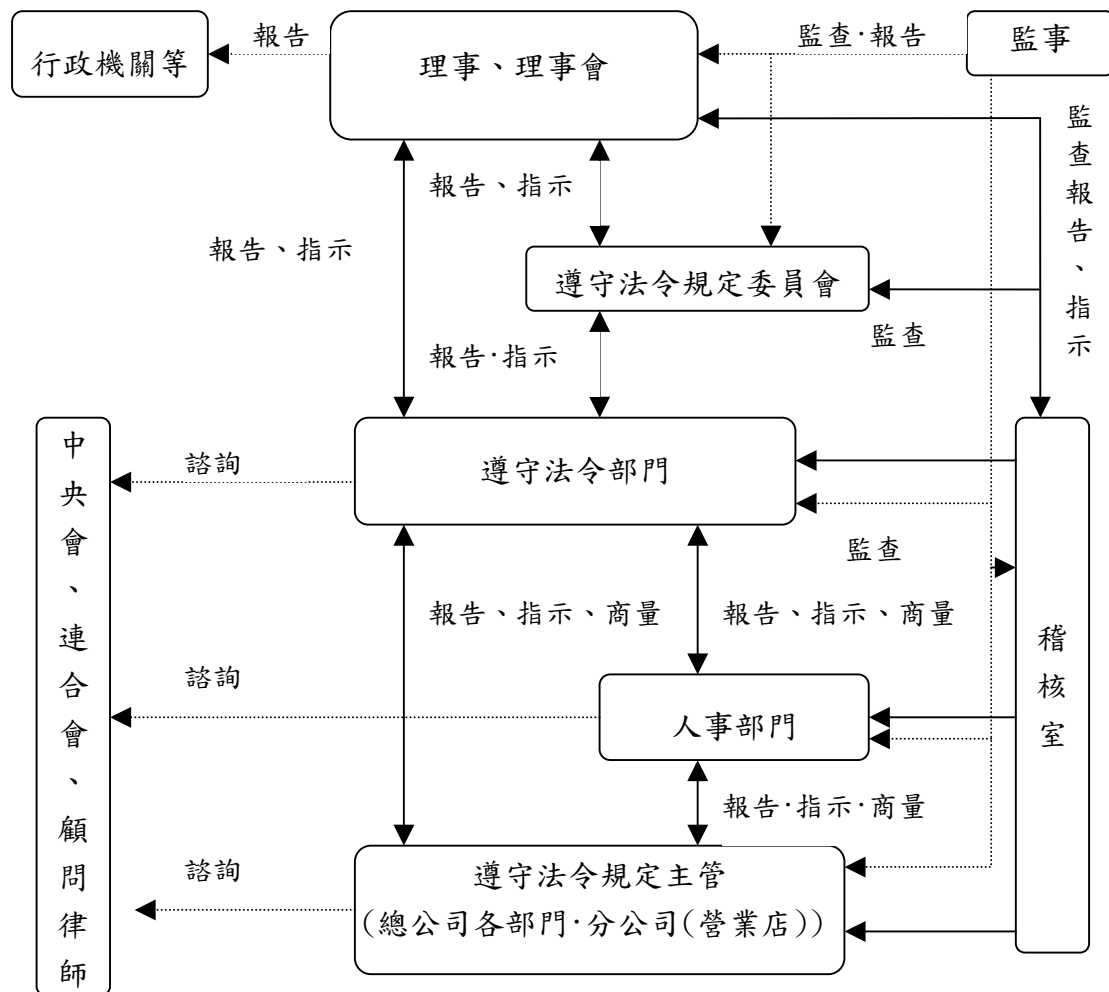 行政機關等
報告
理事、理事會
監查·報告
監事
監查報告、指示
報告、指示
報告、指示
遵守法令規定委員會
監查
報告·指示
中央會、連合會、顧問律師
諮詢
遵守法令部門
監查
稽核室
報告、指示、商量
報告、指示、商量
諮詢
人事部門
報告·指示·商量
諮詢
遵守法令規定主管
(總公司各部門·分公司(營業店))